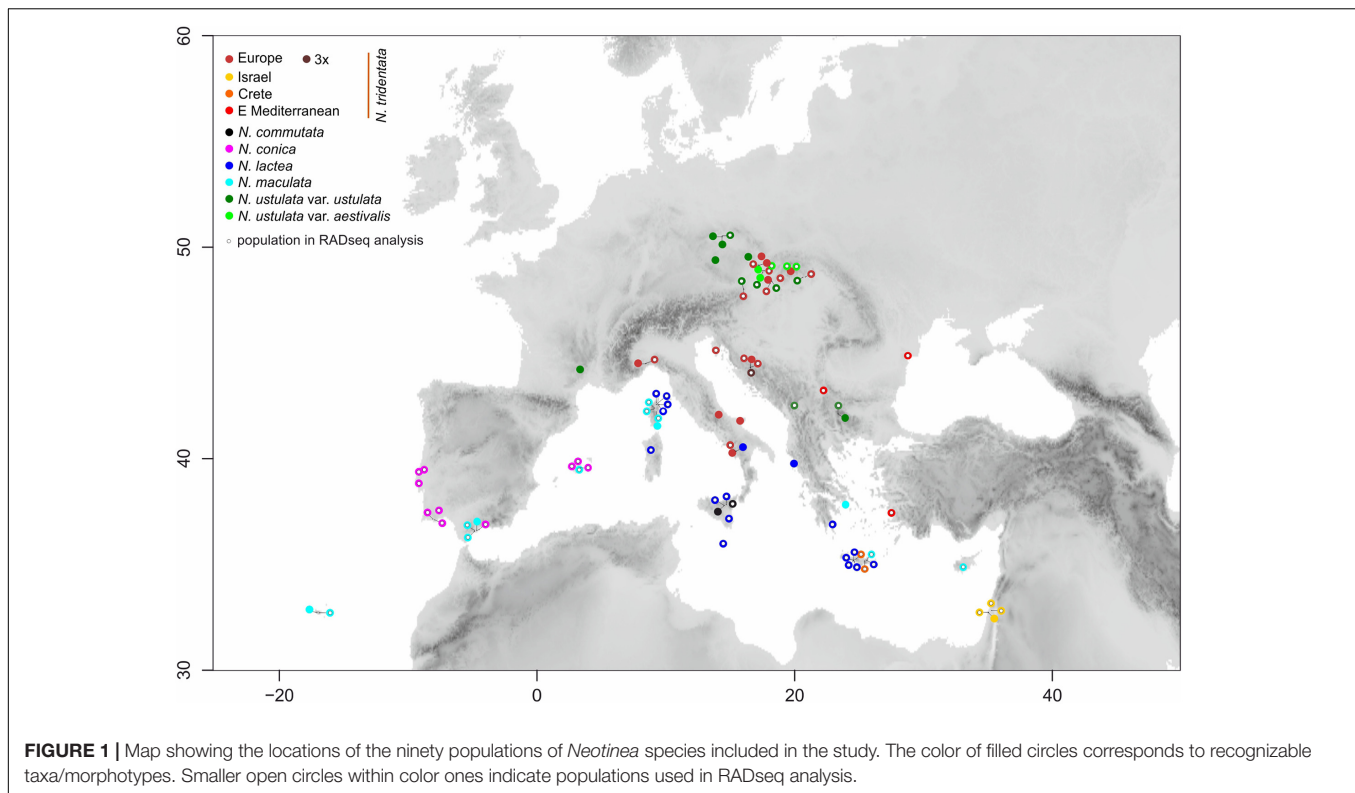 60
50
40
30
−20
0
20
40
Europe
3x
Israel
Crete
E Mediterranean
N. tridentata
N. commutata
N. conica
N. lactea
N. maculata
N. ustulata var. ustulata
N. ustulata var. aestivalis
population in RADseq analysis
FIGURE 1 | Map showing the locations of the ninety populations of Neotinea species included in the study. The color of filled circles corresponds to recognizable
taxa/morphotypes. Smaller open circles within color ones indicate populations used in RADseq analysis.